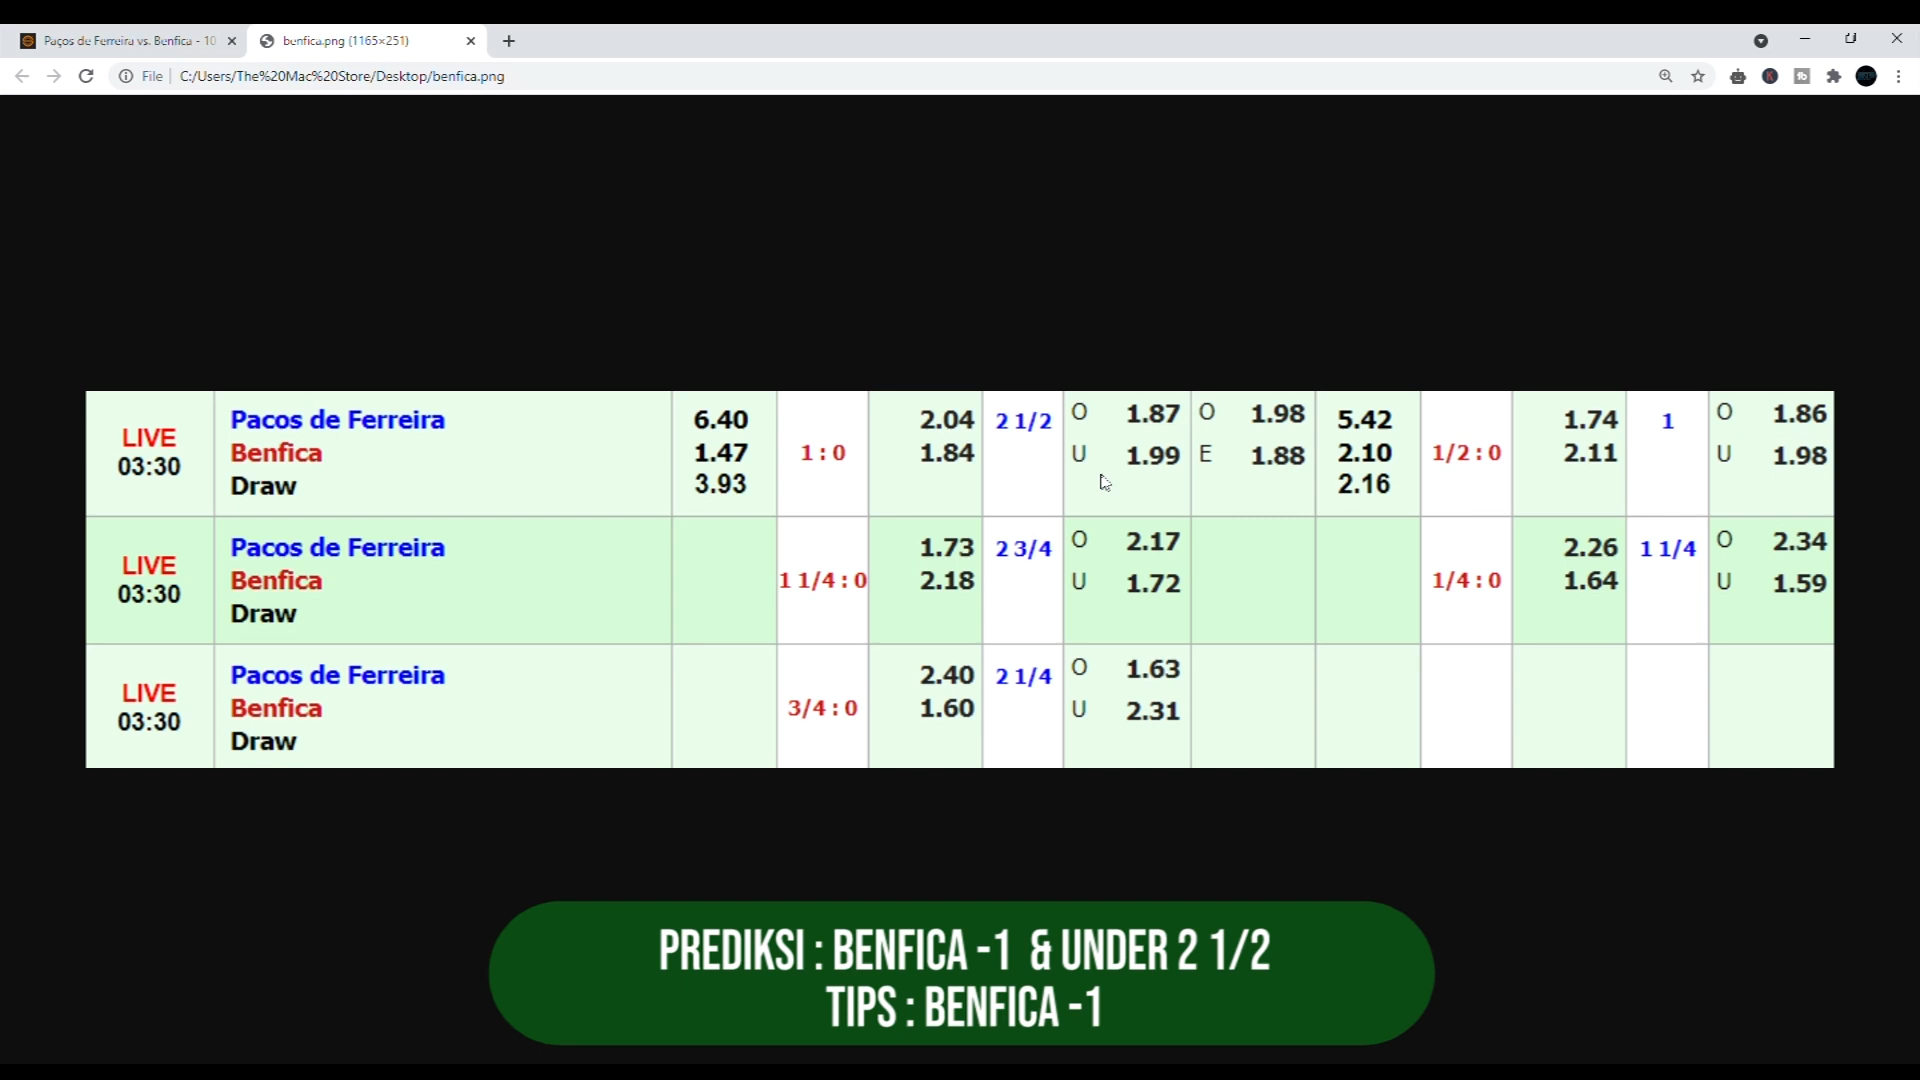 Paços de Ferreira vs. Benfica - 10
benfica.png (1165×251)
File | C:/Users/The%20Mac%20Store/Desktop/benfica.png
LIVE 03:30
Pacos de Ferreira 6.40 2.04 2 1/2 O 1.87 O 1.98 5.42 1.74 1 O 1.86
Benfica 1.47 1 : 0 1.84 U 1.99 E 1.88 2.10 1/2 : 0 2.11 U 1.98
Draw 3.93 2.16
LIVE 03:30
Pacos de Ferreira 1.73 2 3/4 O 2.17 2.26 1 1/4 O 2.34
Benfica 1 1/4 : 0 2.18 U 1.72 1/4 : 0 1.64 U 1.59
Draw
LIVE 03:30
Pacos de Ferreira 2.40 2 1/4 O 1.63
Benfica 3/4 : 0 1.60 U 2.31
Draw
PREDIKSI : BENFICA -1 & UNDER 2 1/2
TIPS : BENFICA -1